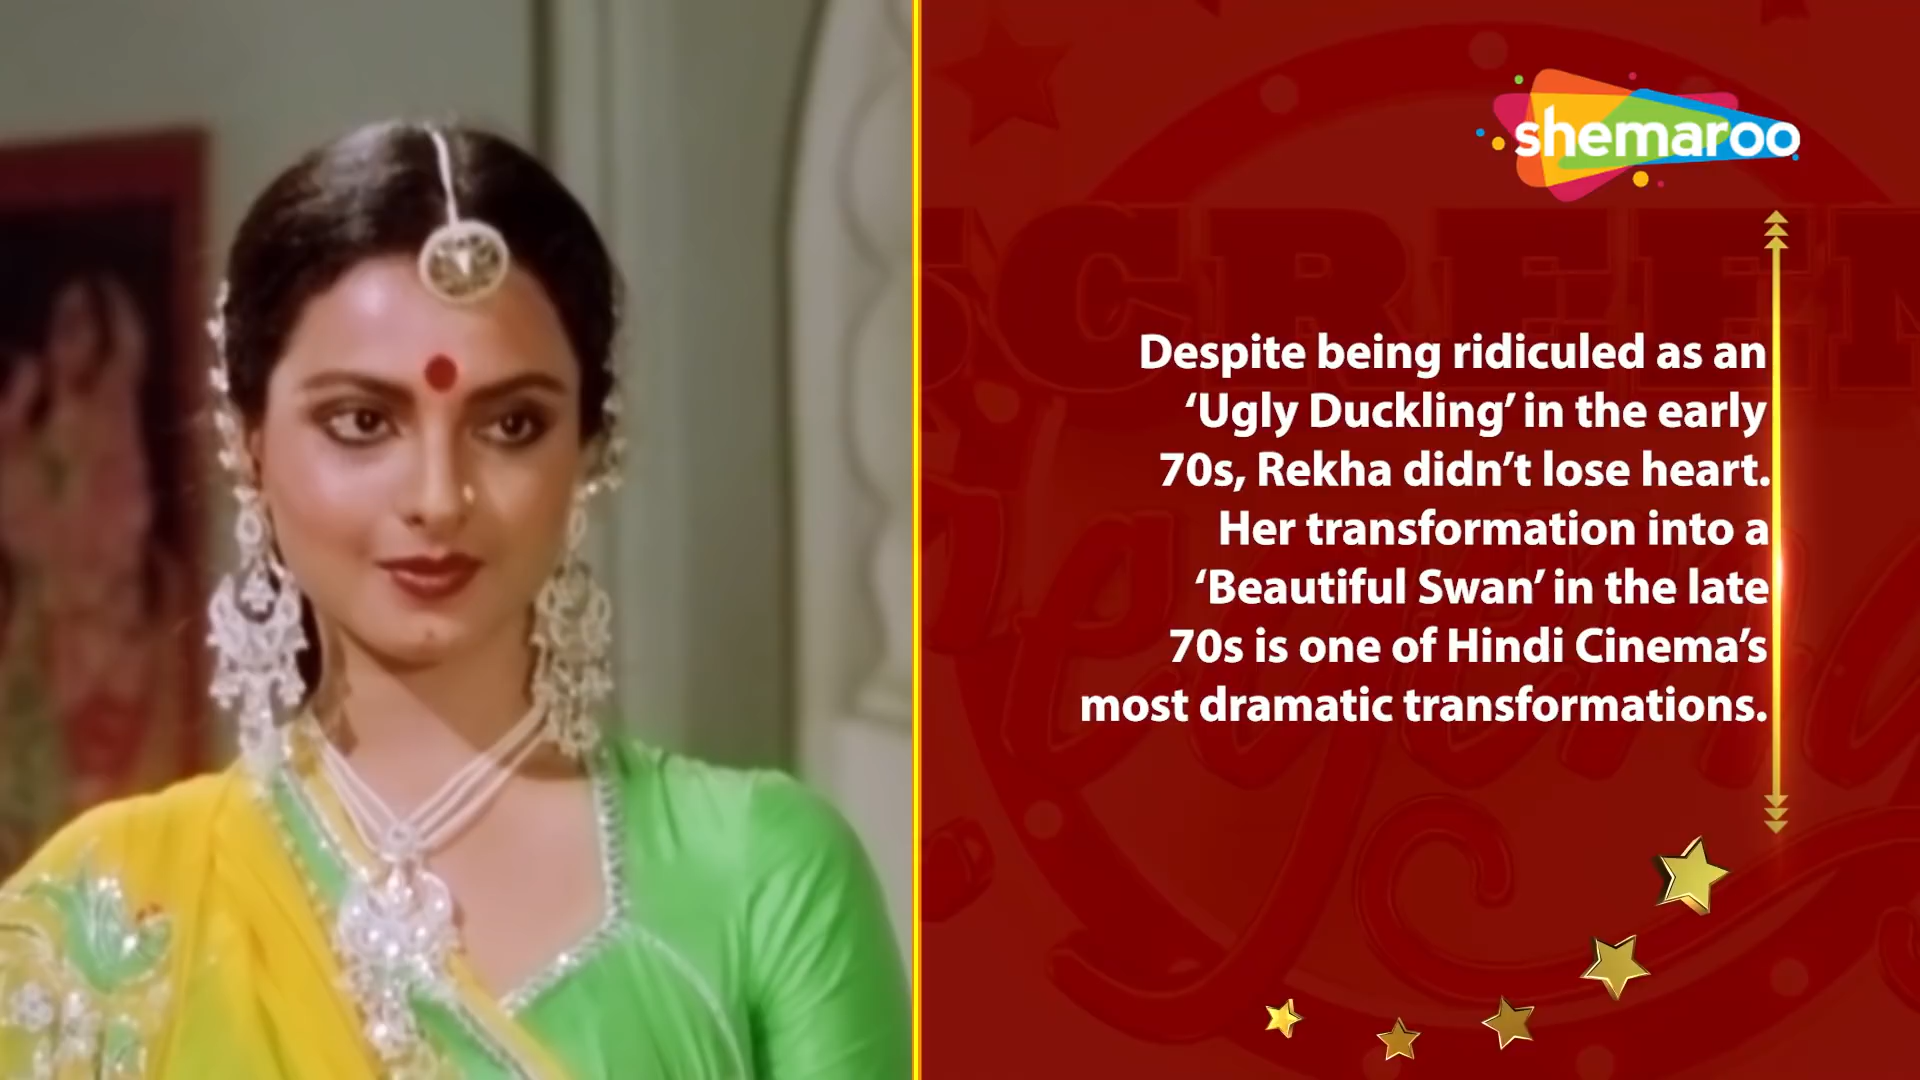 shemaroo
SCREEN
Despite being ridiculed as an
‘Ugly Duckling’ in the early
70s, Rekha didn’t lose heart.
Her transformation into a
‘Beautiful Swan’ in the late
70s is one of Hindi Cinema’s
most dramatic transformations.